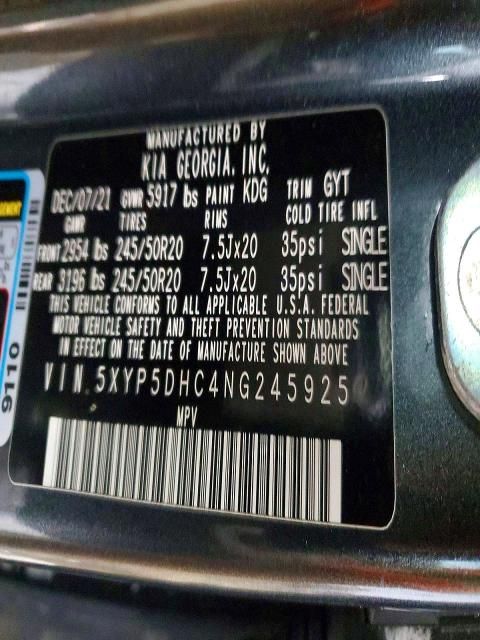 MANUFACTURED BY
KIA GEORGIA, INC.
DEC/07/21 GVWR 5917 lbs PAINT KDG TRIM GYT
GAWR TIRES RIMS COLD TIRE INFL
FRONT 2954 lbs 245/50R20 7.5Jx20 35psi SINGLE
REAR 3196 lbs 245/50R20 7.5Jx20 35psi SINGLE
THIS VEHICLE CONFORMS TO ALL APPLICABLE U.S.A. FEDERAL
MOTOR VEHICLE SAFETY AND THEFT PREVENTION STANDARDS
IN EFFECT ON THE DATE OF MANUFACTURE SHOWN ABOVE
VIN. 5XYP5DHC4NG245925
MPV
9110